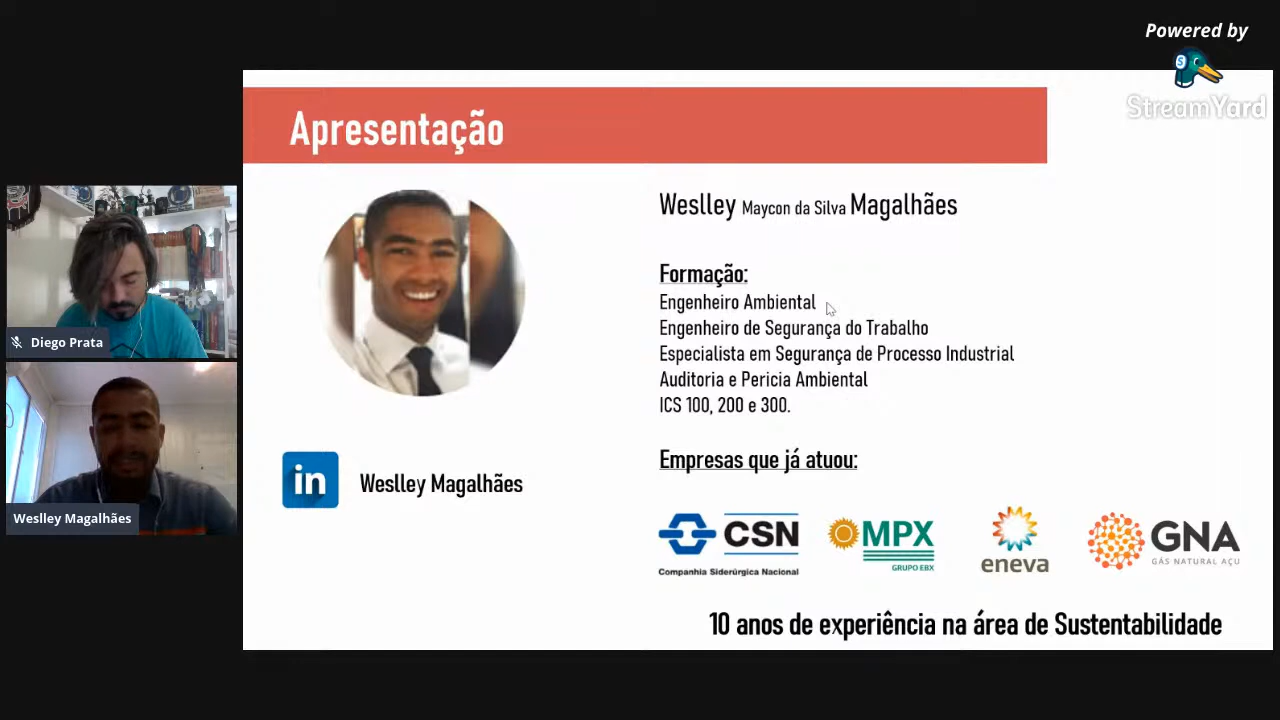 Powered by
StreamYard
Apresentação
Weslley Maycon da Silva Magalhães
Formação:
Engenheiro Ambiental
Engenheiro de Segurança do Trabalho
Especialista em Segurança de Processo Industrial
Auditoria e Pericia Ambiental
ICS 100, 200 e 300.
Diego Prata
Weslley Magalhães
in
Weslley Magalhães
Empresas que já atuou:
CSN
Companhia Siderúrgica Nacional
MPX
GRUPO EBX
eneva
GNA
GÁS NATURAL AÇU
10 anos de experiência na área de Sustentabilidade